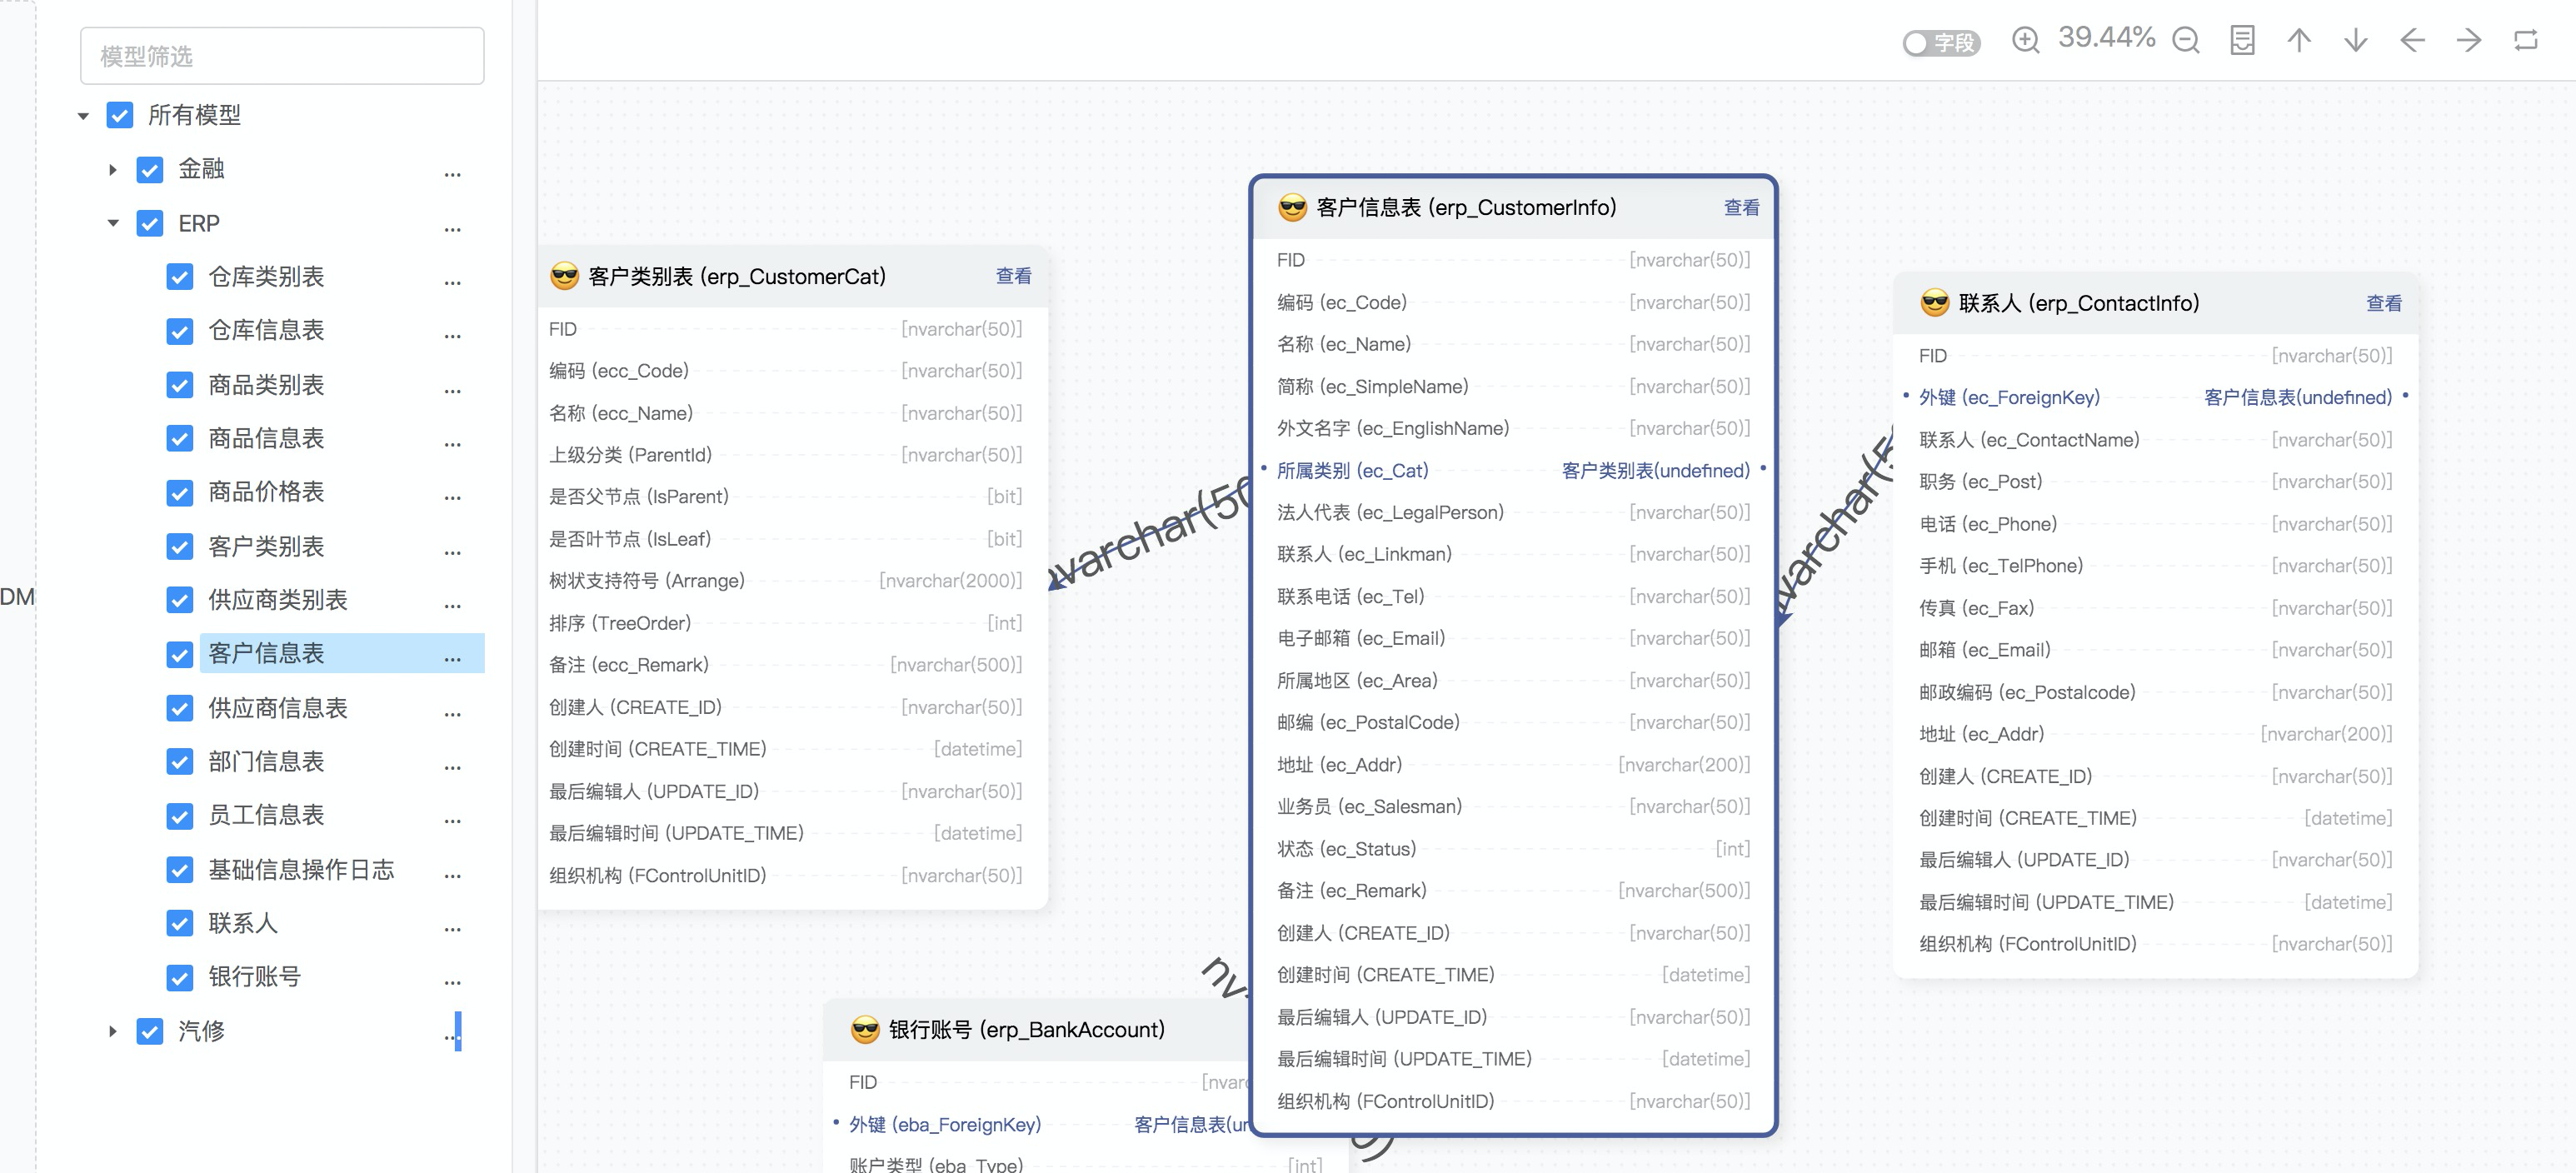 模型筛选
所有模型
金融 ...
ERP ...
仓库类别表 ...
仓库信息表 ...
商品类别表 ...
商品信息表 ...
商品价格表 ...
客户类别表 ...
供应商类别表 ...
客户信息表 ...
供应商信息表 ...
部门信息表 ...
员工信息表 ...
基础信息操作日志 ...
联系人 ...
银行账号 ...
汽修 ...
DM
字段 39.44%
客户类别表 (erp_CustomerCat) 查看
FID [nvarchar(50)]
编码 (ecc_Code) [nvarchar(50)]
名称 (ecc_Name) [nvarchar(50)]
上级分类 (ParentId) [nvarchar(50)]
是否父节点 (IsParent) [bit]
是否叶节点 (IsLeaf) [bit]
树状支持符号 (Arrange) [nvarchar(2000)]
排序 (TreeOrder) [int]
备注 (ecc_Remark) [nvarchar(500)]
创建人 (CREATE_ID) [nvarchar(50)]
创建时间 (CREATE_TIME) [datetime]
最后编辑人 (UPDATE_ID) [nvarchar(50)]
最后编辑时间 (UPDATE_TIME) [datetime]
组织机构 (FControlUnitID) [nvarchar(50)]
varchar(50
客户信息表 (erp_CustomerInfo) 查看
FID [nvarchar(50)]
编码 (ec_Code) [nvarchar(50)]
名称 (ec_Name) [nvarchar(50)]
简称 (ec_SimpleName) [nvarchar(50)]
外文名字 (ec_EnglishName) [nvarchar(50)]
所属类别 (ec_Cat) 客户类别表(undefined)
法人代表 (ec_LegalPerson) [nvarchar(50)]
联系人 (ec_Linkman) [nvarchar(50)]
联系电话 (ec_Tel) [nvarchar(50)]
电子邮箱 (ec_Email) [nvarchar(50)]
所属地区 (ec_Area) [nvarchar(50)]
邮编 (ec_PostalCode) [nvarchar(50)]
地址 (ec_Addr) [nvarchar(200)]
业务员 (ec_Salesman) [nvarchar(50)]
状态 (ec_Status) [int]
备注 (ec_Remark) [nvarchar(500)]
创建人 (CREATE_ID) [nvarchar(50)]
创建时间 (CREATE_TIME) [datetime]
最后编辑人 (UPDATE_ID) [nvarchar(50)]
最后编辑时间 (UPDATE_TIME) [datetime]
组织机构 (FControlUnitID) [nvarchar(50)]
varchar(5
联系人 (erp_ContactInfo) 查看
FID [nvarchar(50)]
外键 (ec_ForeignKey) 客户信息表(undefined)
联系人 (ec_ContactName) [nvarchar(50)]
职务 (ec_Post) [nvarchar(50)]
电话 (ec_Phone) [nvarchar(50)]
手机 (ec_TelPhone) [nvarchar(50)]
传真 (ec_Fax) [nvarchar(50)]
邮箱 (ec_Email) [nvarchar(50)]
邮政编码 (ec_Postalcode) [nvarchar(50)]
地址 (ec_Addr) [nvarchar(200)]
创建人 (CREATE_ID) [nvarchar(50)]
创建时间 (CREATE_TIME) [datetime]
最后编辑人 (UPDATE_ID) [nvarchar(50)]
最后编辑时间 (UPDATE_TIME) [datetime]
组织机构 (FControlUnitID) [nvarchar(50)]
nv
银行账号 (erp_BankAccount)
FID [nvarc
外键 (eba_ForeignKey) 客户信息表(un
账户类型 (eba_Type) [int]